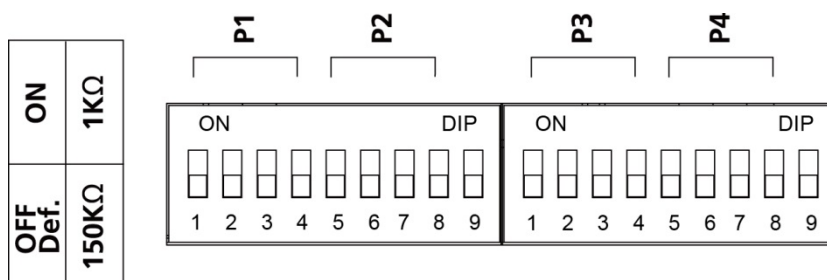 P1 P2 P3 P4
ON 1KΩ
OFF Def. 150KΩ
ON DIP ON DIP
1 2 3 4 5 6 7 8 9 1 2 3 4 5 6 7 8 9